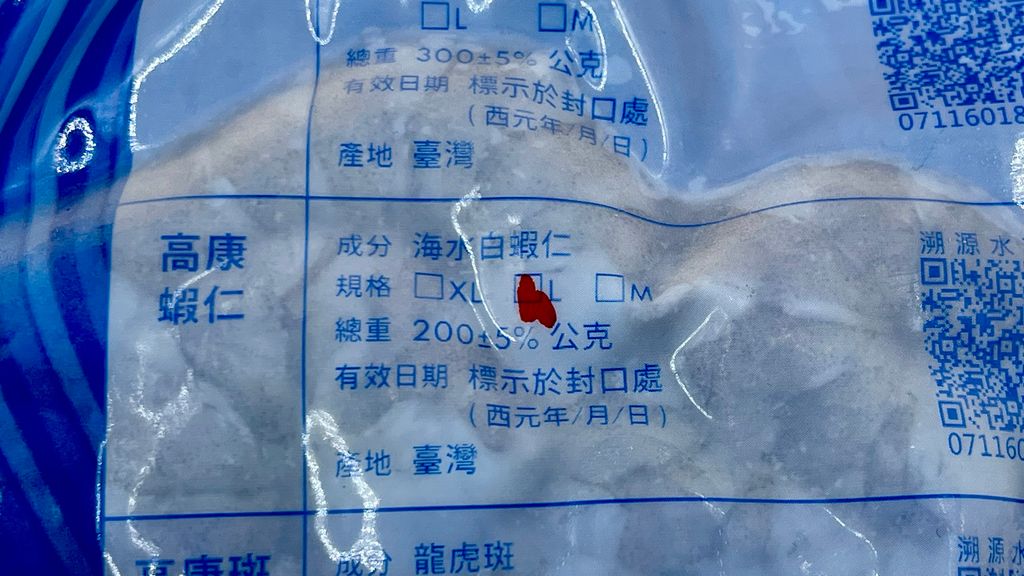 □L □M
總重 300±5% 公克
有效日期 標示於封口處
(西元年/月/日)
產地 臺灣
07116018
高康
蝦仁
成分 海水白蝦仁
規格 □XL □L □M
總重 200±5% 公克
有效日期 標示於封口處
(西元年/月/日)
產地 臺灣
溯源水
071160
高康斑
成分 龍虎斑
溯源水